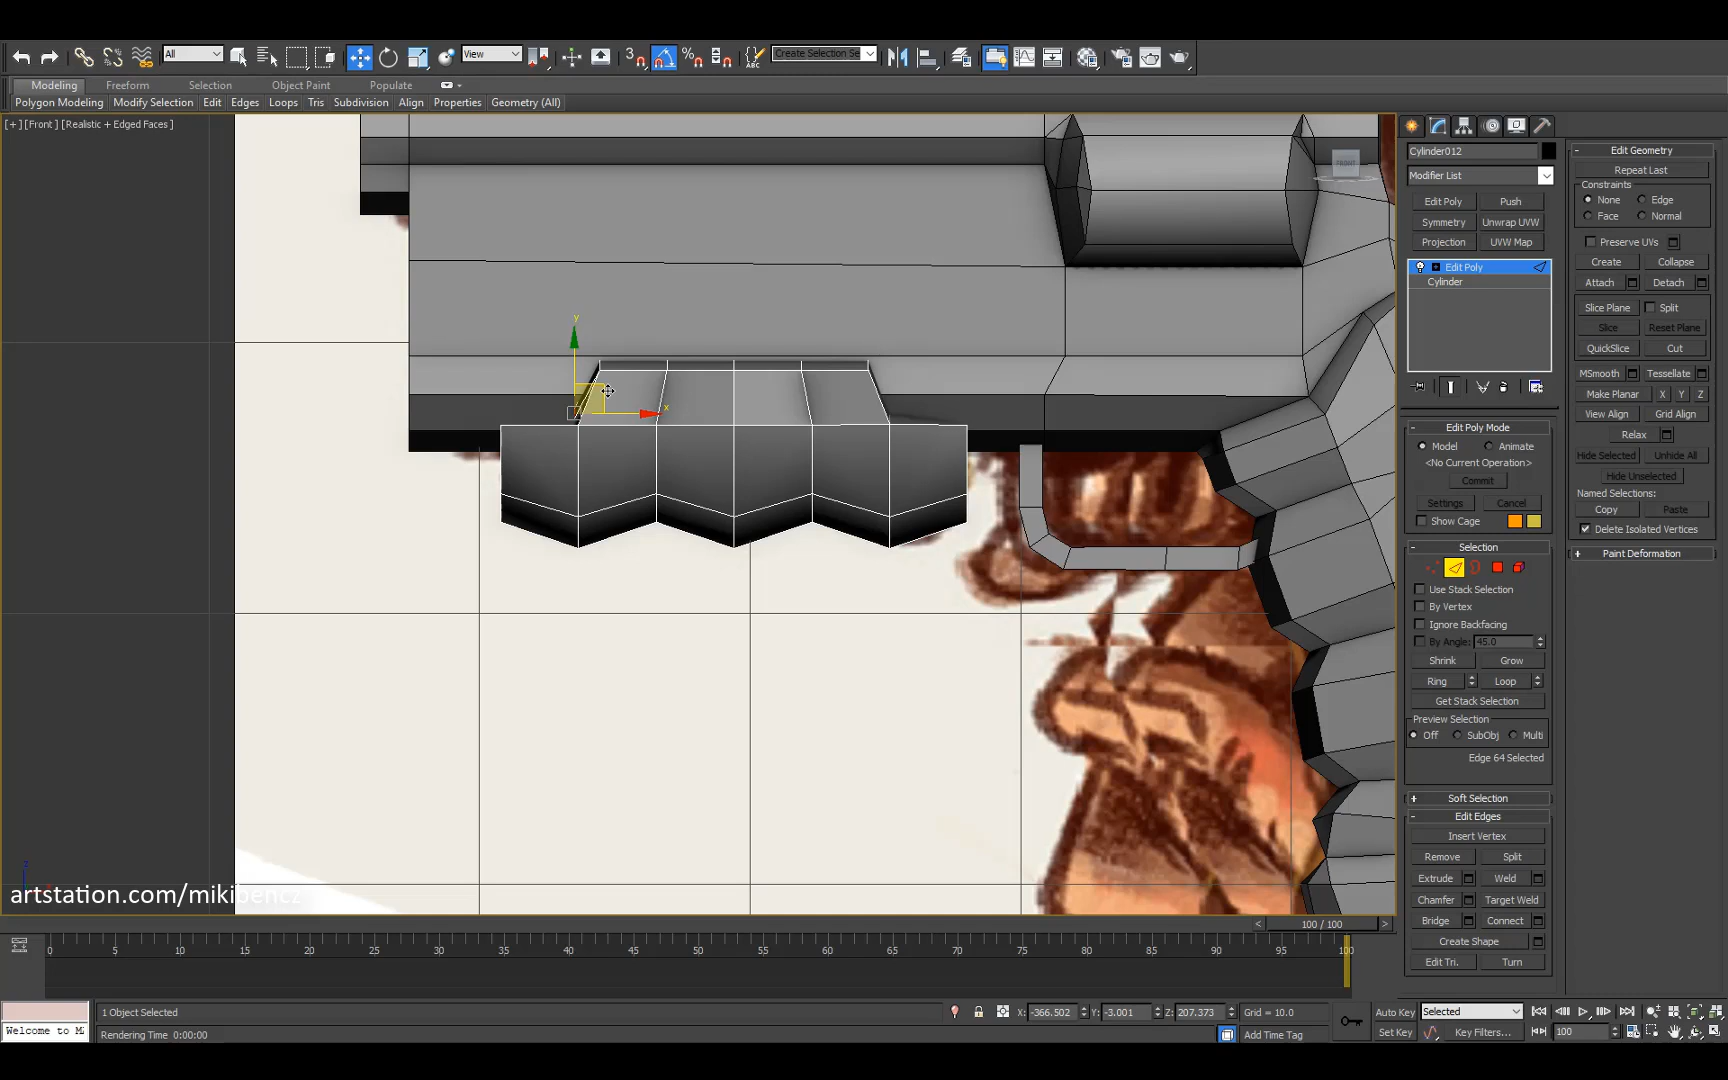 All
View
Create Selection Se
Modeling Freeform Selection Object Paint Populate
Polygon Modeling Modify Selection Edit Edges Loops Tris Subdivision Align Properties Geometry (All)
[+] [Front] [Realistic + Edged Faces]
FRONT
y
x
z
artstation.com/mikibencz
Cylinder012
Modifier List
Edit Poly Push
Symmetry Unwrap UVW
Projection UVW Map
Edit Poly
Cylinder
Edit Poly Mode
Model Animate
<No Current Operation>
Commit
Settings Cancel
Show Cage
Selection
Use Stack Selection
By Vertex
Ignore Backfacing
By Angle: 45.0
Shrink Grow
Ring Loop
Get Stack Selection
Preview Selection
Off SubObj Multi
Edge 64 Selected
Soft Selection
Edit Edges
Insert Vertex
Remove Split
Extrude Weld
Chamfer Target Weld
Bridge Connect
Create Shape
Edit Tri. Turn
Edit Geometry
Repeat Last
Constraints
None Edge
Face Normal
Preserve UVs
Create Collapse
Attach Detach
Slice Plane Split
Slice Reset Plane
QuickSlice Cut
MSmooth Tessellate
Make Planar X Y Z
View Align Grid Align
Relax
Hide Selected Unhide All
Hide Unselected
Named Selections:
Copy Paste
Delete Isolated Vertices
Paint Deformation
< 100 / 100 >
0 5 10 15 20 25 30 35 40 45 50 55 60 65 70 75 80 85 90 95 100
1 Object Selected
X: -366.502 Y: -3.001 Z: 207.373 Grid = 10.0
Auto Key Selected
Welcome to M
Rendering Time 0:00:00
Add Time Tag
Set Key Key Filters... 100